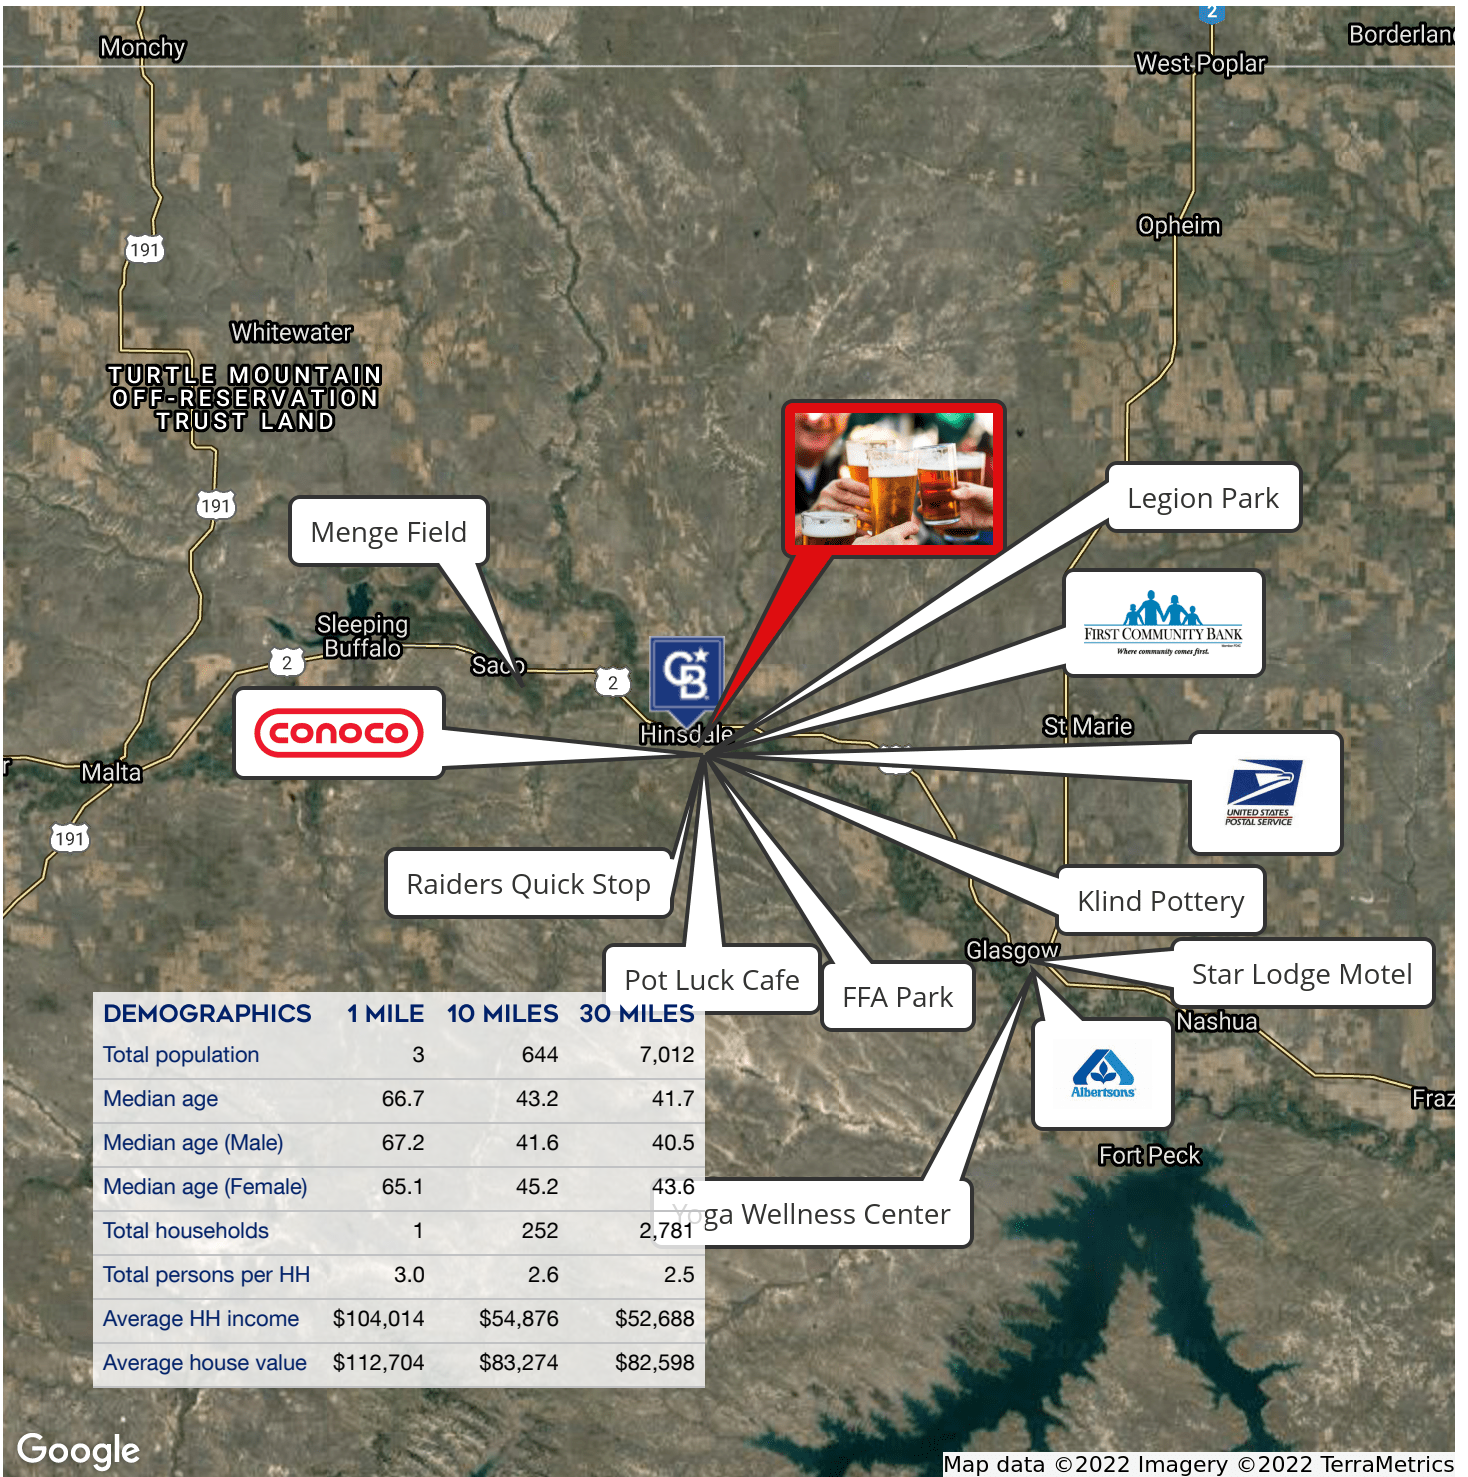 2
Monchy
Borderlan
West Poplar
Opheim
191
Whitewater
TURTLE MOUNTAIN
OFF-RESERVATION
TRUST LAND
191
Menge Field
Legion Park
Sleeping
Buffalo
2
Saco
2
FIRST COMMUNITY BANK
Where community comes first.
CB
Hinsdale
conoco
St Marie
Malta
UNITED STATES
POSTAL SERVICE
191
Raiders Quick Stop
Klind Pottery
Glasgow
Star Lodge Motel
Pot Luck Cafe
FFA Park
Nashua
Albertsons
Fraz
Fort Peck
Yoga Wellness Center
DEMOGRAPHICS 1 MILE 10 MILES 30 MILES
Total population 3 644 7,012
Median age 66.7 43.2 41.7
Median age (Male) 67.2 41.6 40.5
Median age (Female) 65.1 45.2 43.6
Total households 1 252 2,781
Total persons per HH 3.0 2.6 2.5
Average HH income $104,014 $54,876 $52,688
Average house value $112,704 $83,274 $82,598
Google
Map data ©2022 Imagery ©2022 TerraMetrics